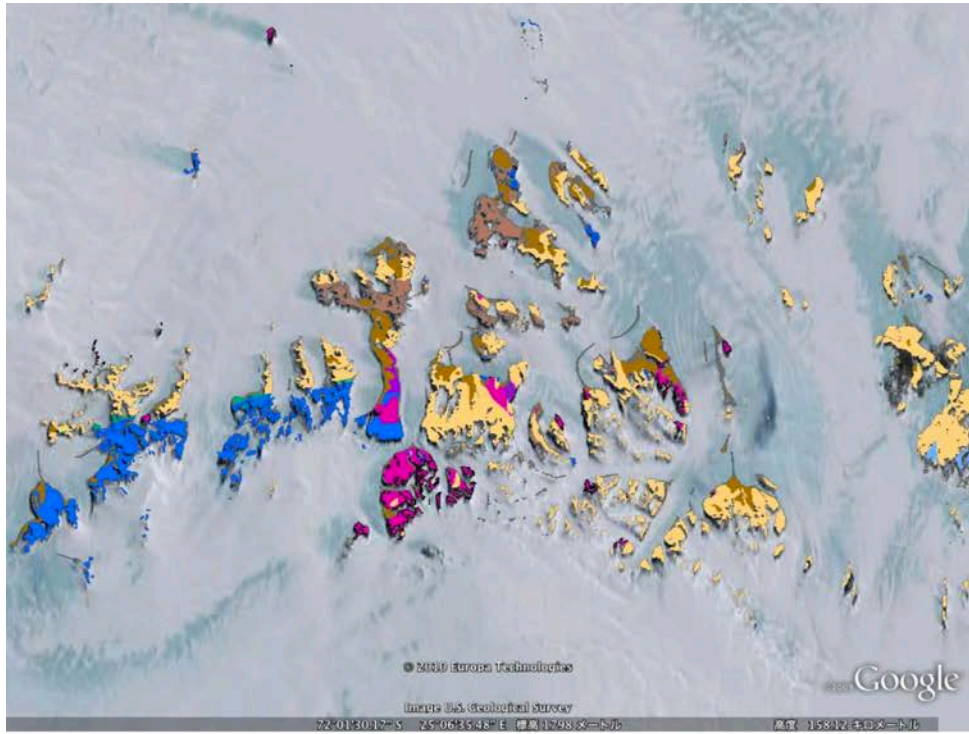 © 2010 Europa Technologies
©2009 Google
Image U.S. Geological Survey
72°01'30.17" S 25°06'35.48" E 標高 1798 メートル 高度 158.12 キロメートル